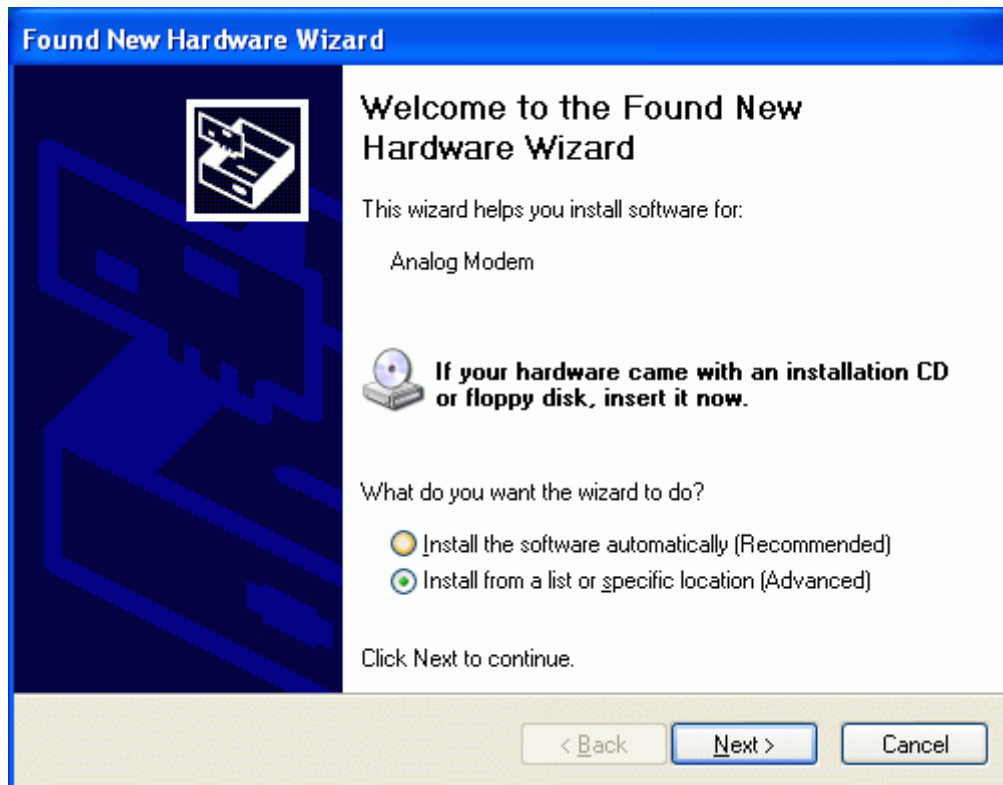 Found New Hardware Wizard
Welcome to the Found New
Hardware Wizard
This wizard helps you install software for:
Analog Modem
If your hardware came with an installation CD
or floppy disk, insert it now.
What do you want the wizard to do?
Install the software automatically (Recommended)
Install from a list or specific location (Advanced)
Click Next to continue.
< Back
Next >
Cancel